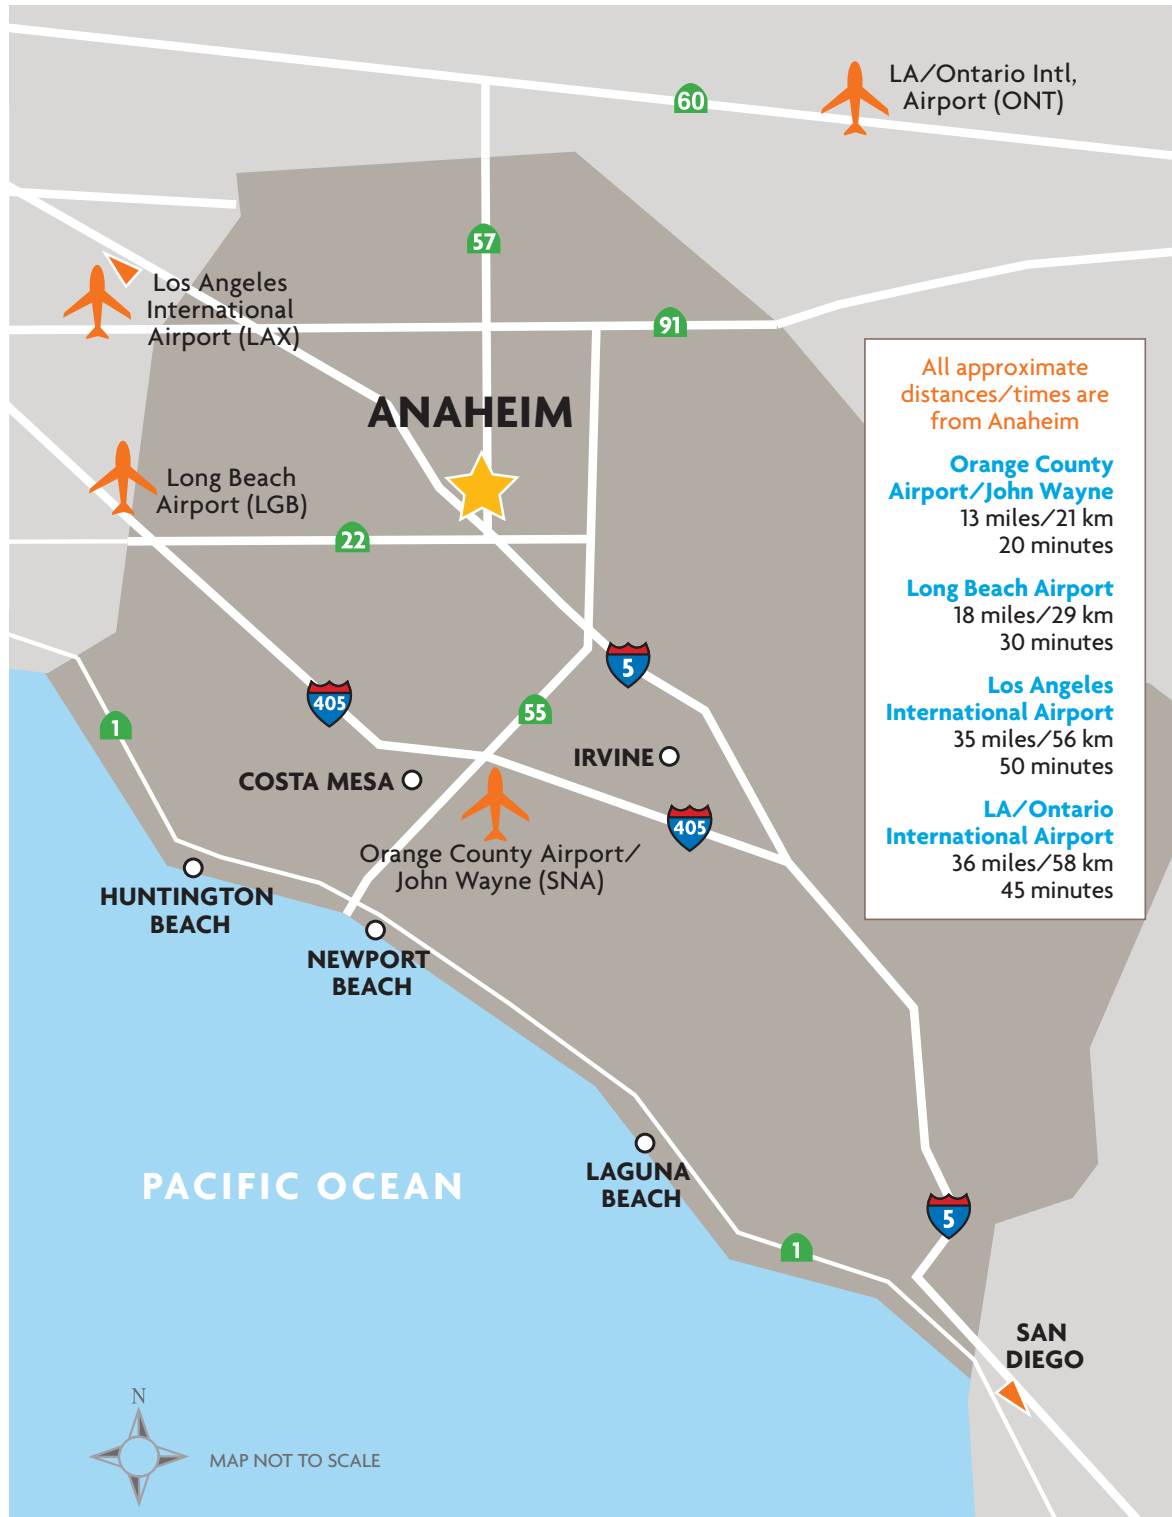 LA/Ontario Intl,
Airport (ONT)
60
57
Los Angeles
International
Airport (LAX)
91
ANAHEIM
Long Beach
Airport (LGB)
22
5
405
55
1
IRVINE
COSTA MESA
405
Orange County Airport/
John Wayne (SNA)
HUNTINGTON
BEACH
NEWPORT
BEACH
All approximate
distances/times are
from Anaheim
Orange County
Airport/John Wayne
13 miles/21 km
20 minutes
Long Beach Airport
18 miles/29 km
30 minutes
Los Angeles
International Airport
35 miles/56 km
50 minutes
LA/Ontario
International Airport
36 miles/58 km
45 minutes
LAGUNA
BEACH
PACIFIC OCEAN
5
1
SAN
DIEGO
N
MAP NOT TO SCALE